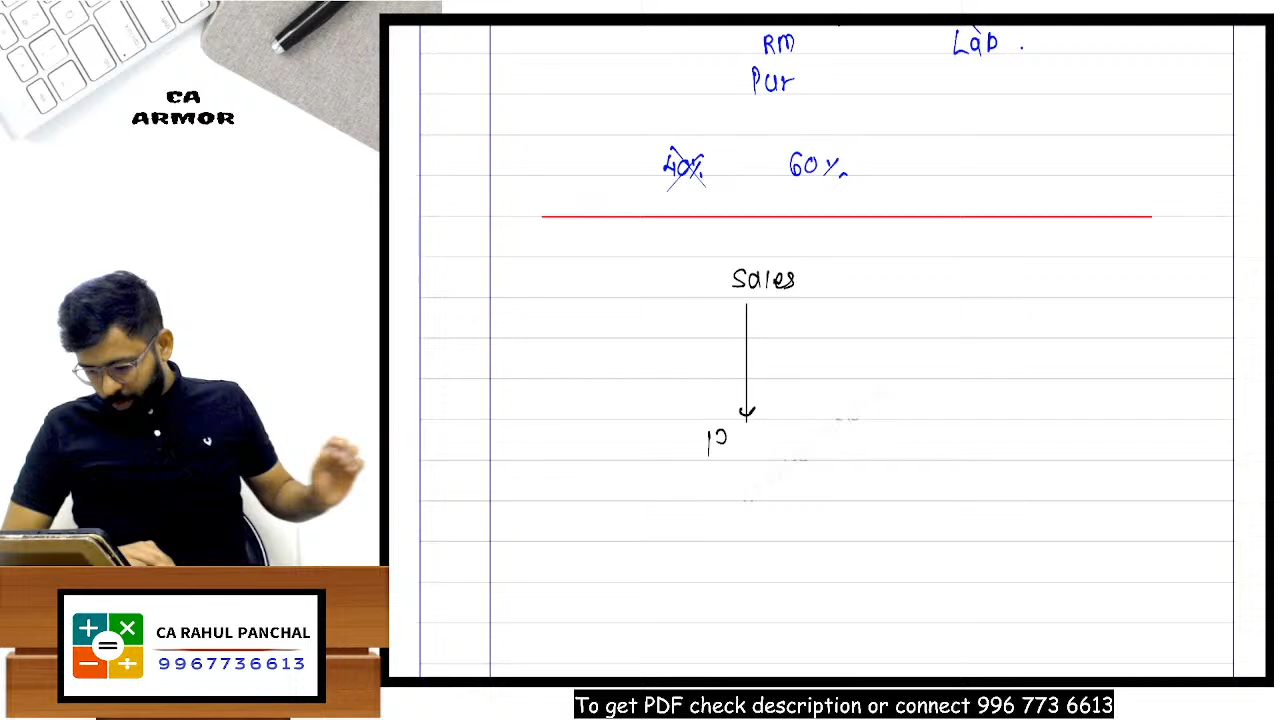 CA
ARMOR
RM Lab .
Pur
40% 60%
Sales
CA RAHUL PANCHAL
9967736613
To get PDF check description or connect 996 773 6613